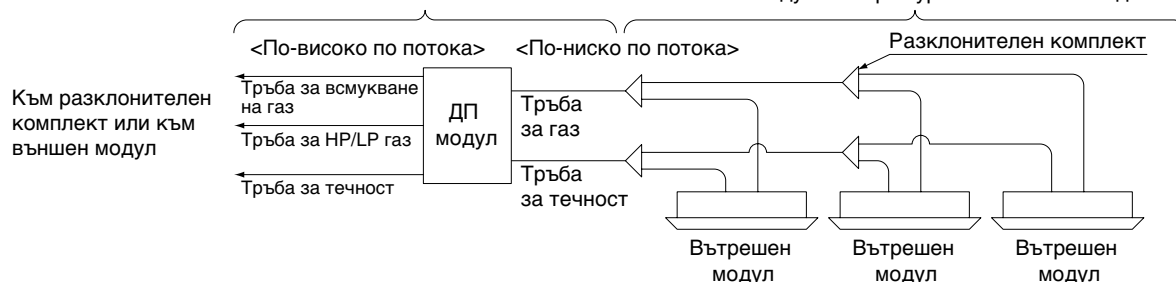 <По-високо по потока>
<По-ниско по потока>
Разклонителен комплект
Към разклонителен
комплект или към
външен модул
Тръба за всмукване
на газ
Тръба за HP/LP газ
Тръба за течност
ДП
модул
Тръба
за газ
Тръба
за течност
Вътрешен
модул
Вътрешен
модул
Вътрешен
модул